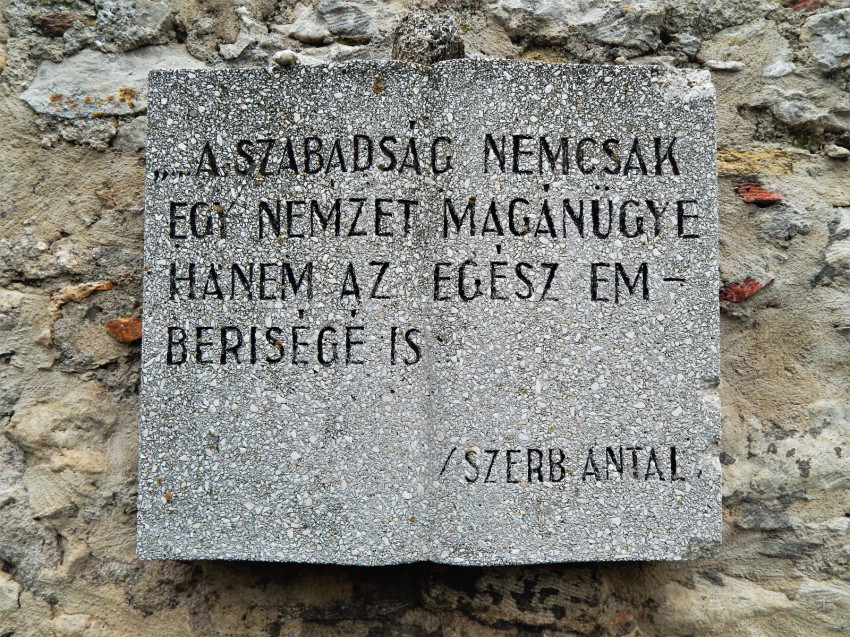 „...A SZABADSÁG NEMCSAK
EGY NEMZET MAGÁNÜGYE
HANEM AZ EGÉSZ EM-
BERISÉGÉ IS
/SZERB ANTAL/